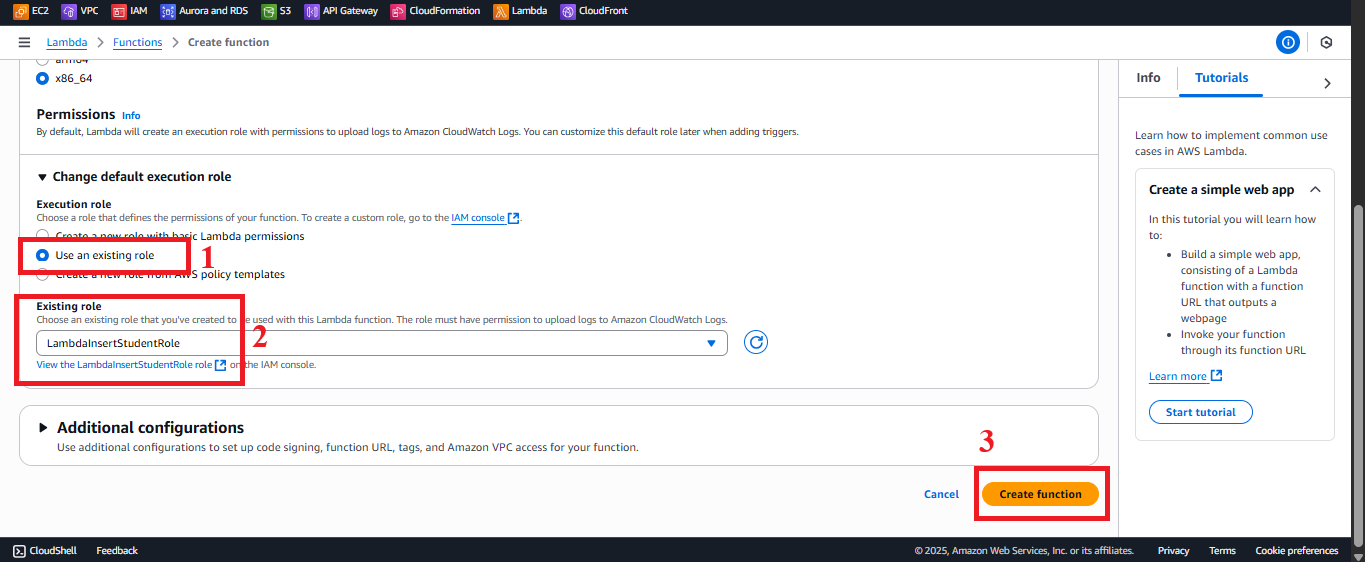 EC2 VPC IAM Aurora and RDS S3 API Gateway CloudFormation Lambda CloudFront
Lambda > Functions > Create function
arm64
x86_64
Permissions Info
By default, Lambda will create an execution role with permissions to upload logs to Amazon CloudWatch Logs. You can customize this default role later when adding triggers.
Change default execution role
Execution role
Choose a role that defines the permissions of your function. To create a custom role, go to the IAM console.
Create a new role with basic Lambda permissions
Use an existing role
1
Create a new role from AWS policy templates
Existing role
Choose an existing role that you've created to be used with this Lambda function. The role must have permission to upload logs to Amazon CloudWatch Logs.
2
LambdaInsertStudentRole
View the LambdaInsertStudentRole role on the IAM console.
Additional configurations
Use additional configurations to set up code signing, function URL, tags, and Amazon VPC access for your function.
3
Cancel Create function
Info Tutorials
Learn how to implement common use
cases in AWS Lambda.
Create a simple web app
In this tutorial you will learn how
to:
• Build a simple web app,
consisting of a Lambda
function with a function
URL that outputs a
webpage
• Invoke your function
through its function URL
Learn more
Start tutorial
CloudShell Feedback © 2025, Amazon Web Services, Inc. or its affiliates. Privacy Terms Cookie preferences